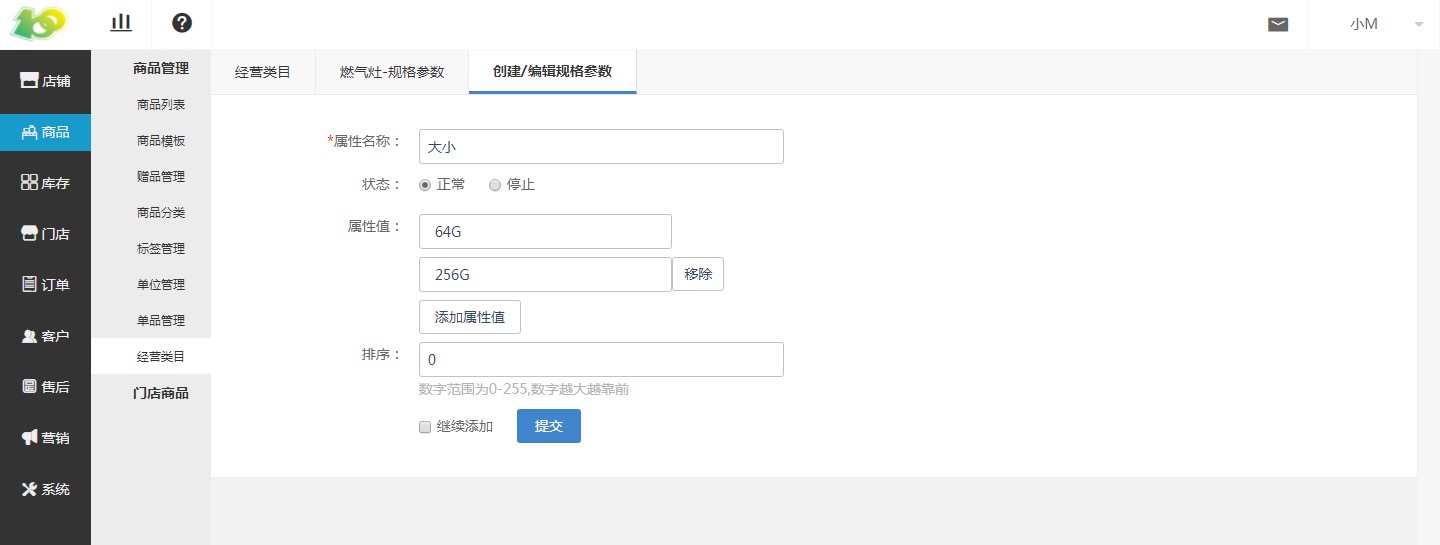 小M
店铺
商品
库存
门店
订单
客户
售后
营销
系统
商品管理
商品列表
商品模板
赠品管理
商品分类
标签管理
单位管理
单品管理
经营类目
门店商品
经营类目
燃气灶-规格参数
创建/编辑规格参数
*属性名称：
大小
状态：
正常
停止
属性值：
64G
256G
移除
添加属性值
排序：
0
数字范围为0-255,数字越大越靠前
继续添加
提交